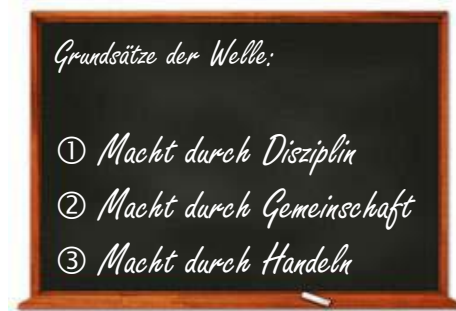 Grundsätze der Welle:
① Macht durch Disziplin
② Macht durch Gemeinschaft
③ Macht durch Handeln